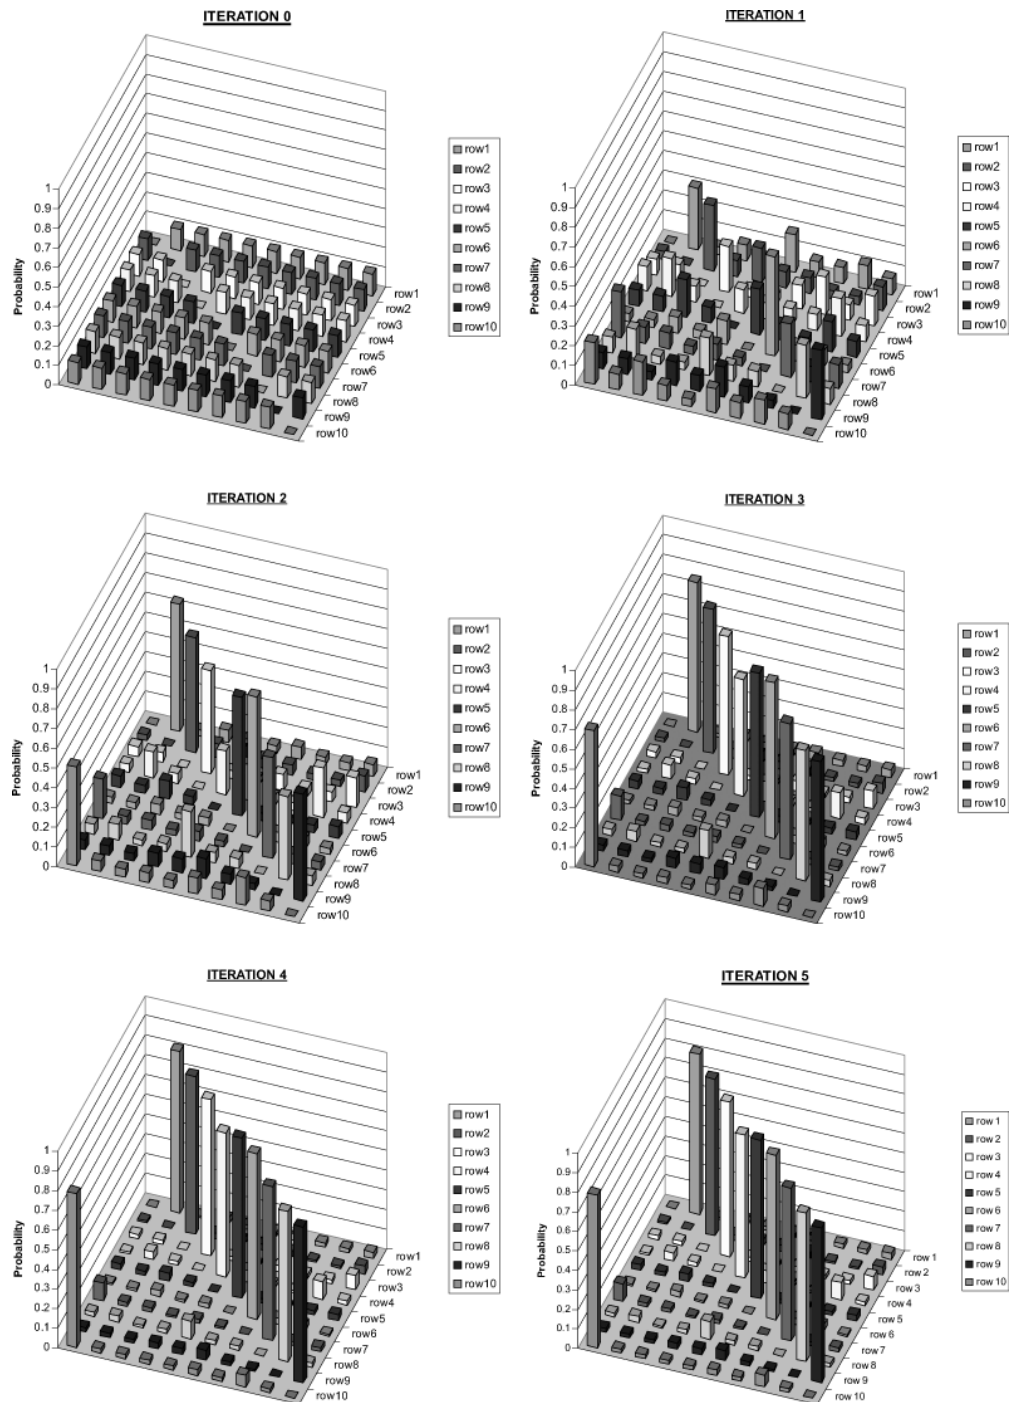 ITERATION 0
Probability
1
0.9
0.8
0.7
0.6
0.5
0.4
0.3
0.2
0.1
0
row1
row2
row3
row4
row5
row6
row7
row8
row9
row10
row1
row2
row3
row4
row5
row6
row7
row8
row9
row10
ITERATION 1
Probability
1
0.9
0.8
0.7
0.6
0.5
0.4
0.3
0.2
0.1
0
row1
row2
row3
row4
row5
row6
row7
row8
row9
row10
row1
row2
row3
row4
row5
row6
row7
row8
row9
row10
ITERATION 2
Probability
1
0.9
0.8
0.7
0.6
0.5
0.4
0.3
0.2
0.1
0
row1
row2
row3
row4
row5
row6
row7
row8
row9
row10
row1
row2
row3
row4
row5
row6
row7
row8
row9
row10
ITERATION 3
Probability
1
0.9
0.8
0.7
0.6
0.5
0.4
0.3
0.2
0.1
0
row1
row2
row3
row4
row5
row6
row7
row8
row9
row10
row1
row2
row3
row4
row5
row6
row7
row8
row9
row10
ITERATION 4
Probability
1
0.9
0.8
0.7
0.6
0.5
0.4
0.3
0.2
0.1
0
row1
row2
row3
row4
row5
row6
row7
row8
row9
row10
row1
row2
row3
row4
row5
row6
row7
row8
row9
row10
ITERATION 5
Probability
1
0.9
0.8
0.7
0.6
0.5
0.4
0.3
0.2
0.1
0
row 1
row 2
row 3
row 4
row 5
row 6
row 7
row 8
row 9
row 10
row 1
row 2
row 3
row 4
row 5
row 6
row 7
row 8
row 9
row 10